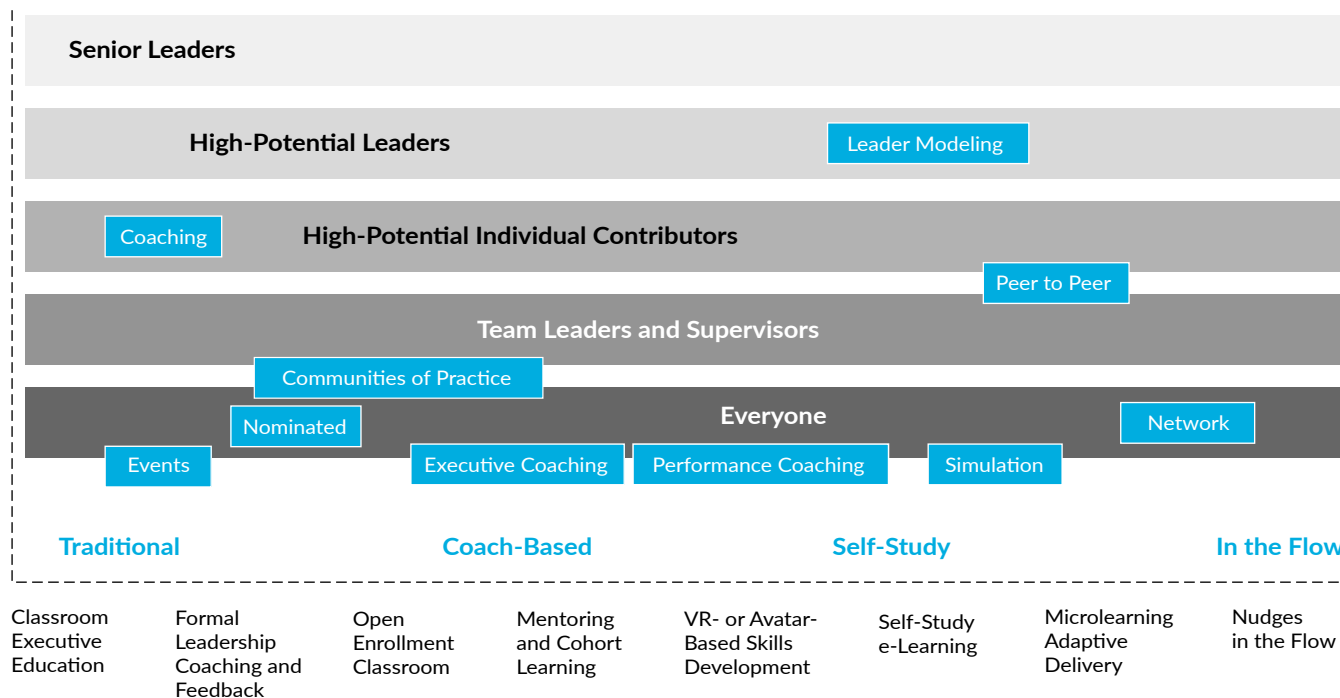 Senior Leaders
High-Potential Leaders
Leader Modeling
Coaching
High-Potential Individual Contributors
Peer to Peer
Team Leaders and Supervisors
Communities of Practice
Everyone
Nominated
Network
Events
Executive Coaching
Performance Coaching
Simulation
Traditional
Coach-Based
Self-Study
In the Flow
Classroom
Executive
Education
Formal
Leadership
Coaching and
Feedback
Open
Enrollment
Classroom
Mentoring
and Cohort
Learning
VR- or Avatar-
Based Skills
Development
Self-Study
e-Learning
Microlearning
Adaptive
Delivery
Nudges
in the Flow